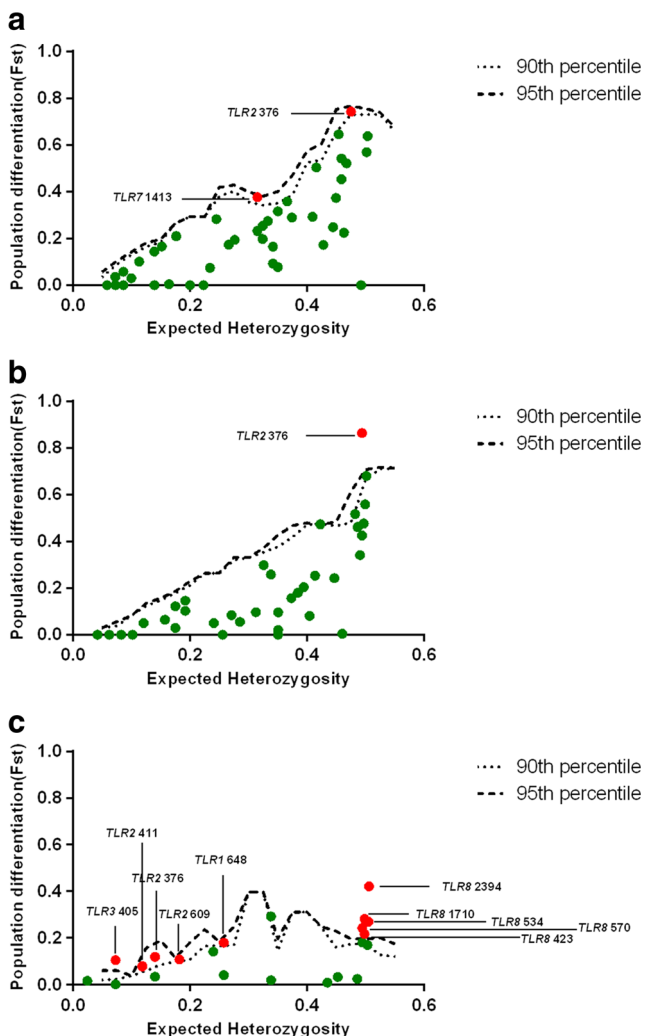 a
Population differentiation(Fst)
1.0
0.8
0.6
0.4
0.2
0.0
TLR2 376
TLR7 1413
90th percentile
95th percentile
0.0 0.2 0.4 0.6
Expected Heterozygosity
b
Population differentiation(Fst)
1.0
0.8
0.6
0.4
0.2
0.0
TLR2 376
90th percentile
95th percentile
0.0 0.2 0.4 0.6
Expected Heterozygosity
c
Population differentiation(Fst)
1.0
0.8
0.6
0.4
0.2
0.0
90th percentile
95th percentile
TLR2 411
TLR2 376
TLR1 648
TLR3 405
TLR2 609
TLR8 2394
TLR8 1710
TLR8 534
TLR8 570
TLR8 423
0.0 0.2 0.4 0.6
Expected Heterozygosity